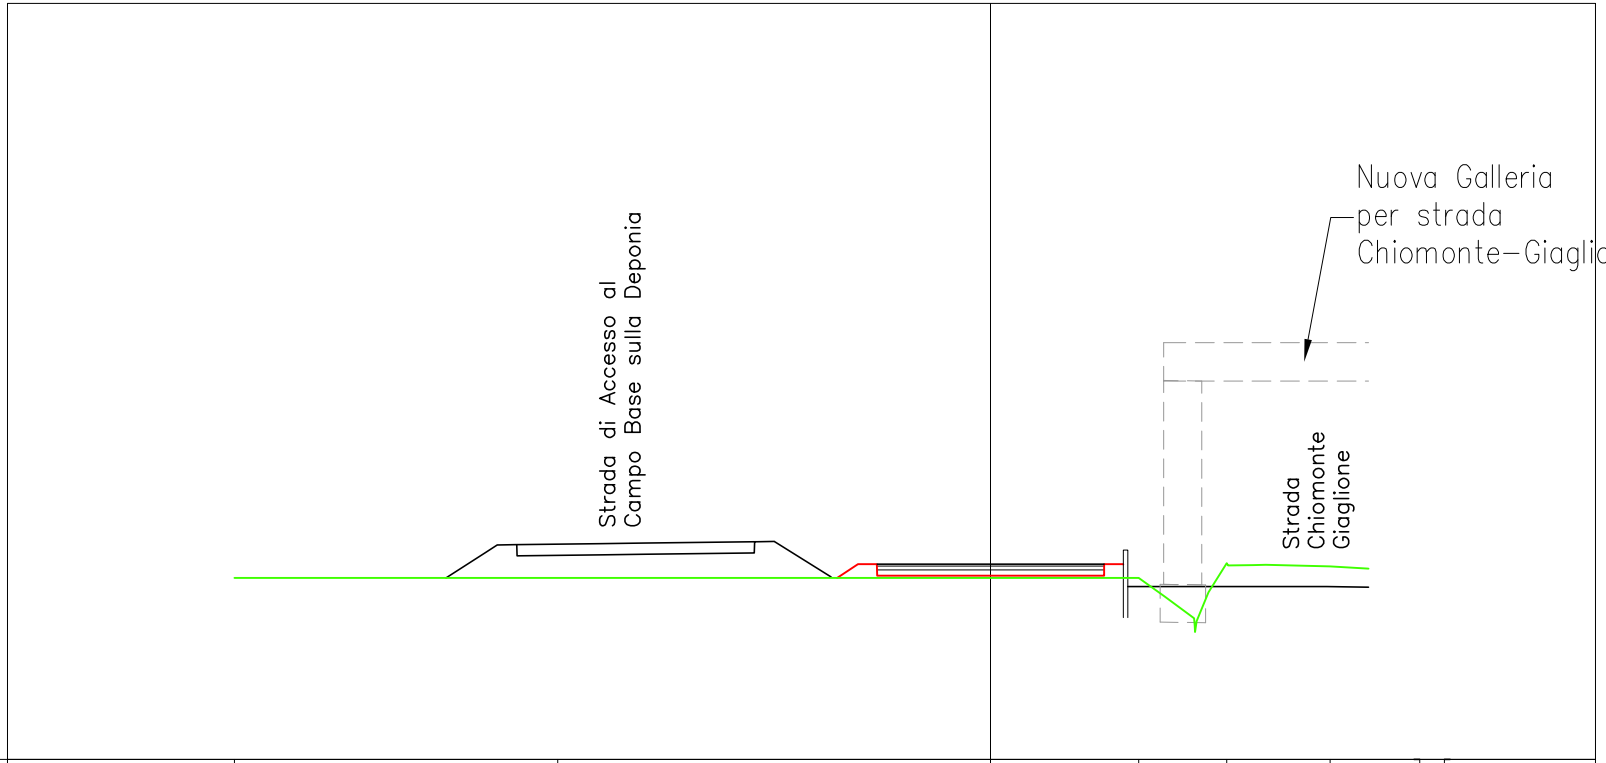 Nuova Galleria
per strada
Strada di Accesso al
Campo Base sulla Deponia
Strada
Chiomonte
Giaglione